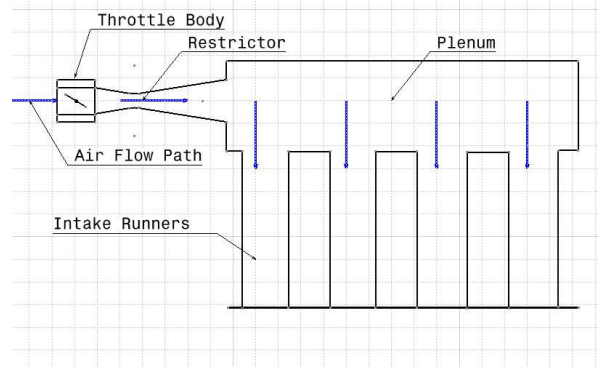 Throttle Body
Restrictor
Plenum
Air Flow Path
Intake Runners